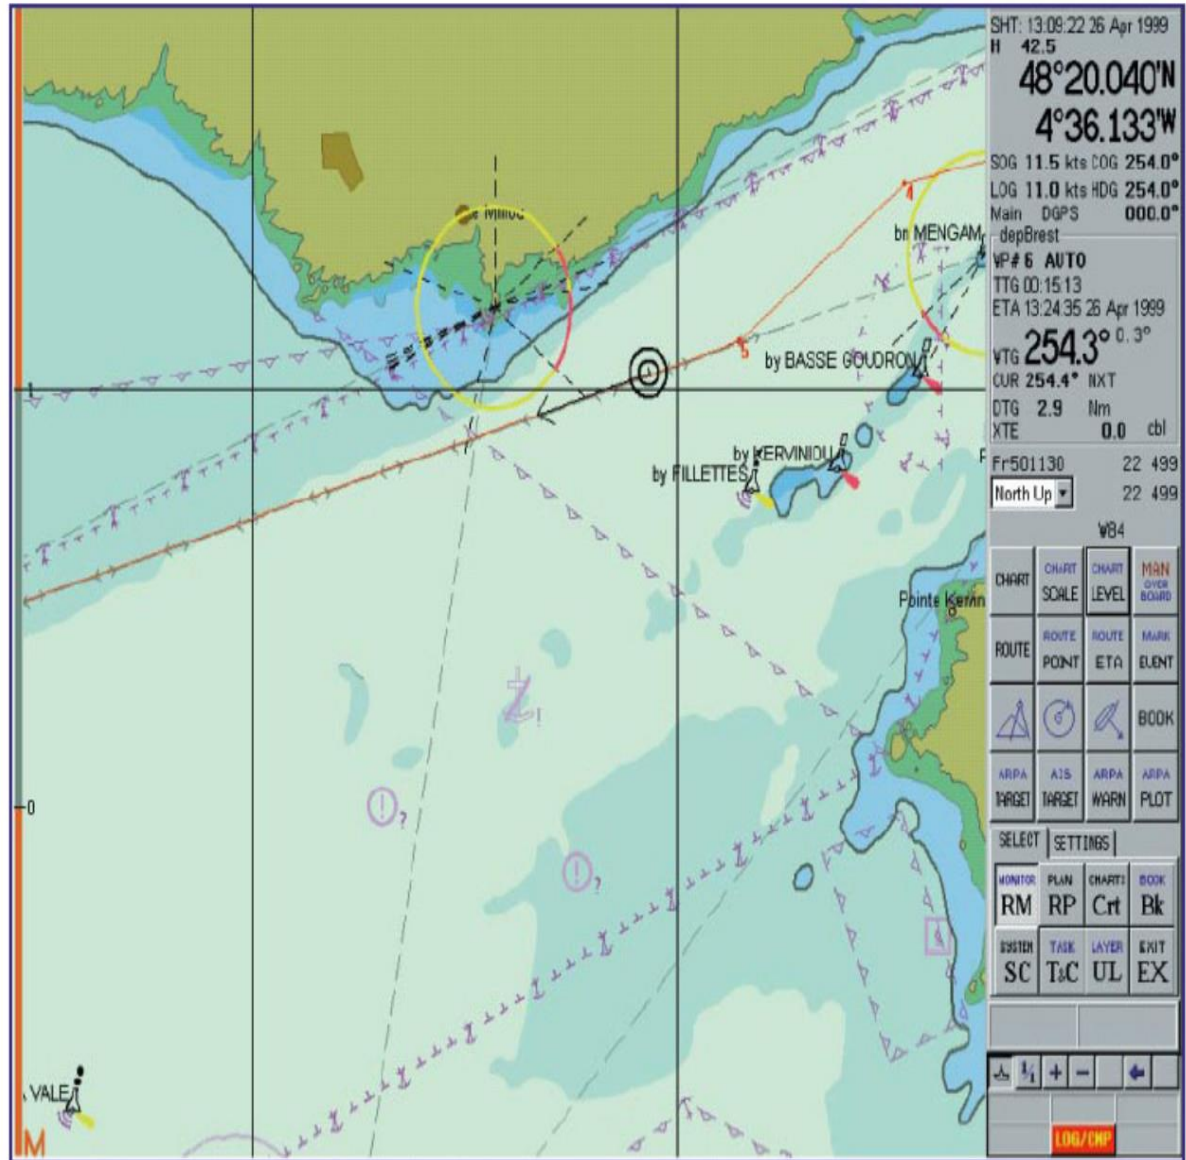 SHT: 13:09:22 26 Apr 1999
H 42.5
48°20.040'N
4°36.133'W
SOG 11.5 kts COG 254.0°
LOG 11.0 kts HDG 254.0°
Main DGPS 000.0°
depBrest
WP# 6 AUTO
TTG 00:15:13
ETA 13:24:35 26 Apr 1999
WTG 254.3° 0.3°
CUR 254.4° NXT
DTG 2.9 Nm
XTE 0.0 cbl
Fr501130 22 499
North Up 22 499
W84
CHART
CHART SCALE
CHART LEVEL
MAN OVER BOARD
ROUTE
ROUTE POINT
ROUTE ETA
MARK EVENT
BOOK
ARPA TARGET
AIS TARGET
ARPA WARN
ARPA PLOT
SELECT SETTINGS
MONITOR RM
PLAN RP
CHARTS Crt
BOOK Bk
SYSTEM SC
TASK T&C
LAYER UL
EXIT EX
1/1 + -
LOG/CMP
4
bn MENGAM
5
by BASSE GOUDRON
1
by KERVINIOU
by FILLETTES
Pointe
0
?
?
VALE
M